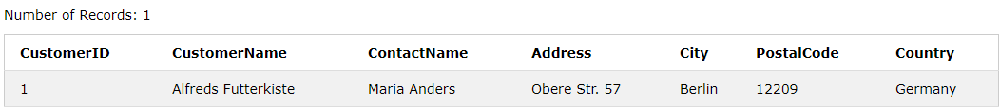 Number of Records: 1
CustomerID CustomerName ContactName Address City PostalCode Country
1 Alfreds Futterkiste Maria Anders Obere Str. 57 Berlin 12209 Germany